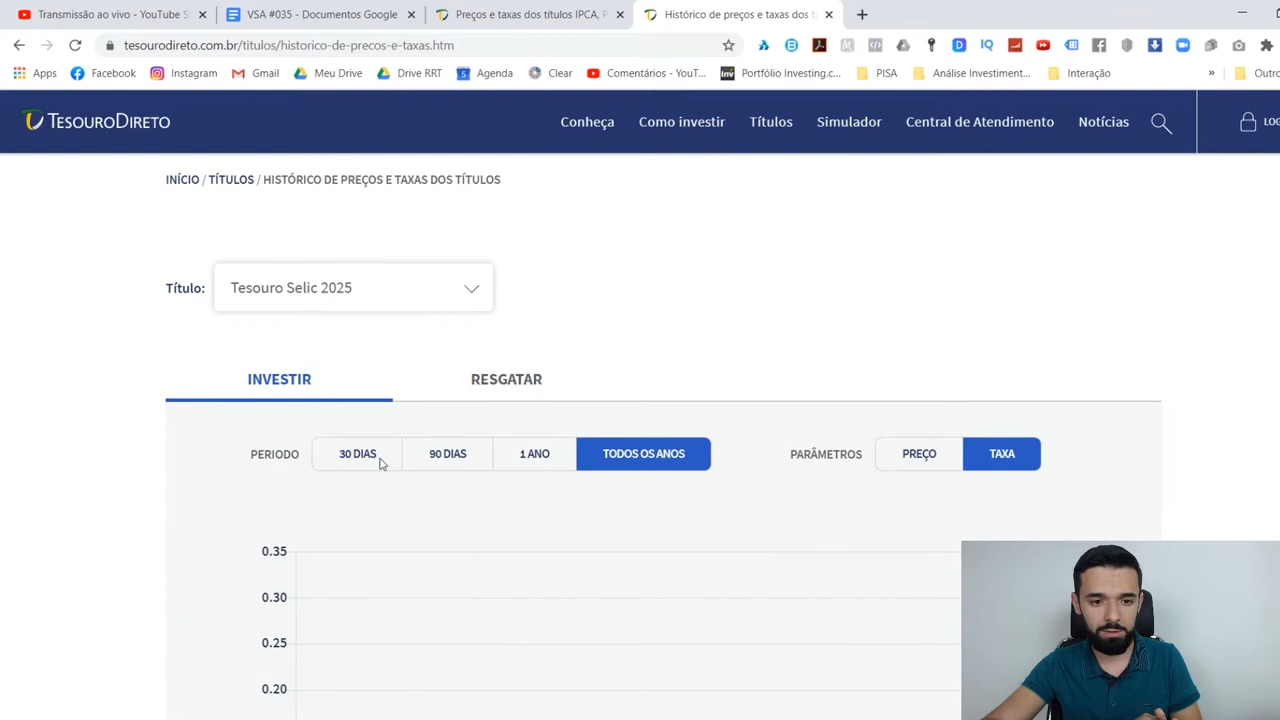 Transmissão ao vivo - YouTube S
VSA #035 - Documentos Google
Preços e taxas dos títulos IPCA, P
Histórico de preços e taxas dos t
tesourodireto.com.br/titulos/historico-de-precos-e-taxas.htm
Apps
Facebook
Instagram
Gmail
Meu Drive
Drive RRT
Agenda
Clear
Comentários - YouT...
Portfólio Investing.c...
PISA
Análise Investiment...
Interação
»
Outro
TESOURODIRETO
Conheça
Como investir
Títulos
Simulador
Central de Atendimento
Notícias
LOG
INÍCIO / TÍTULOS / HISTÓRICO DE PREÇOS E TAXAS DOS TÍTULOS
Título:
Tesouro Selic 2025
INVESTIR
RESGATAR
PERIODO
30 DIAS
90 DIAS
1 ANO
TODOS OS ANOS
PARÂMETROS
PREÇO
TAXA
0.35
0.30
0.25
0.20